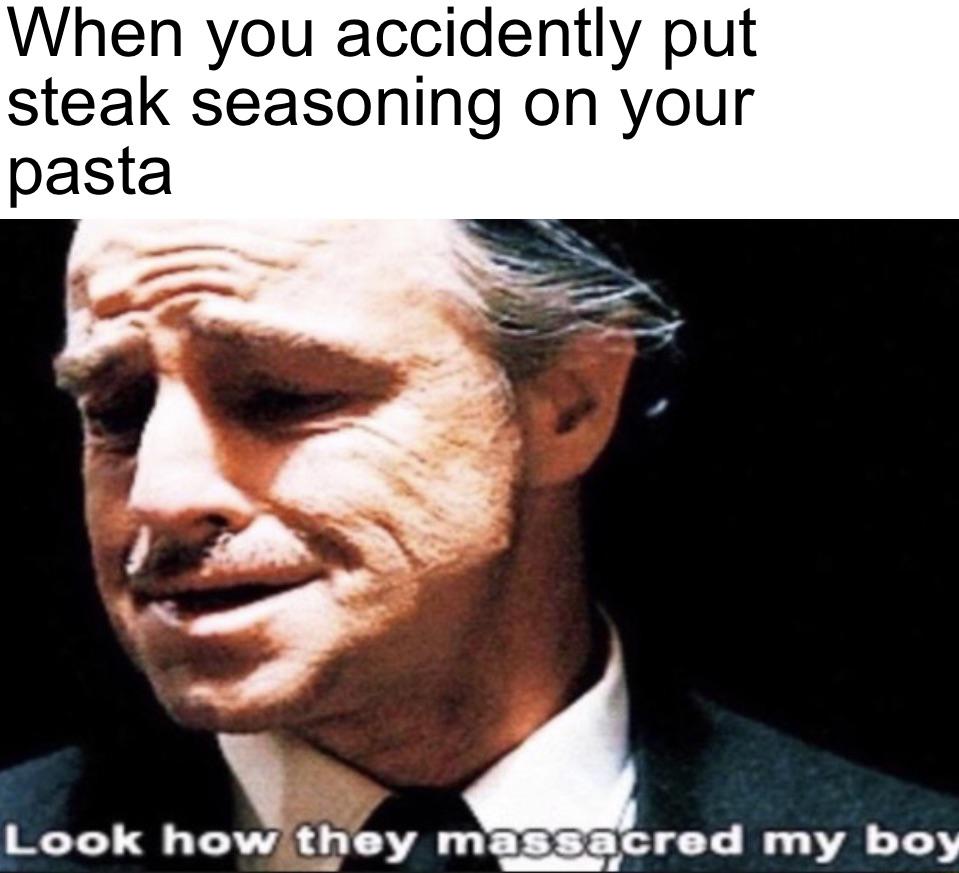 When you accidently put
steak seasoning on your
pasta
Look how they massacred my boy